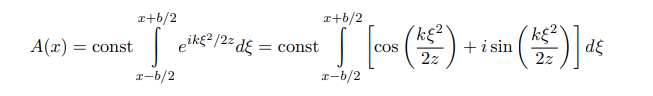 A(x) = const ∫_{x−b/2}^{x+b/2} e^{ikξ²/2z} dξ = const ∫_{x−b/2}^{x+b/2} [cos (kξ²/2z) + i sin (kξ²/2z)] dξ